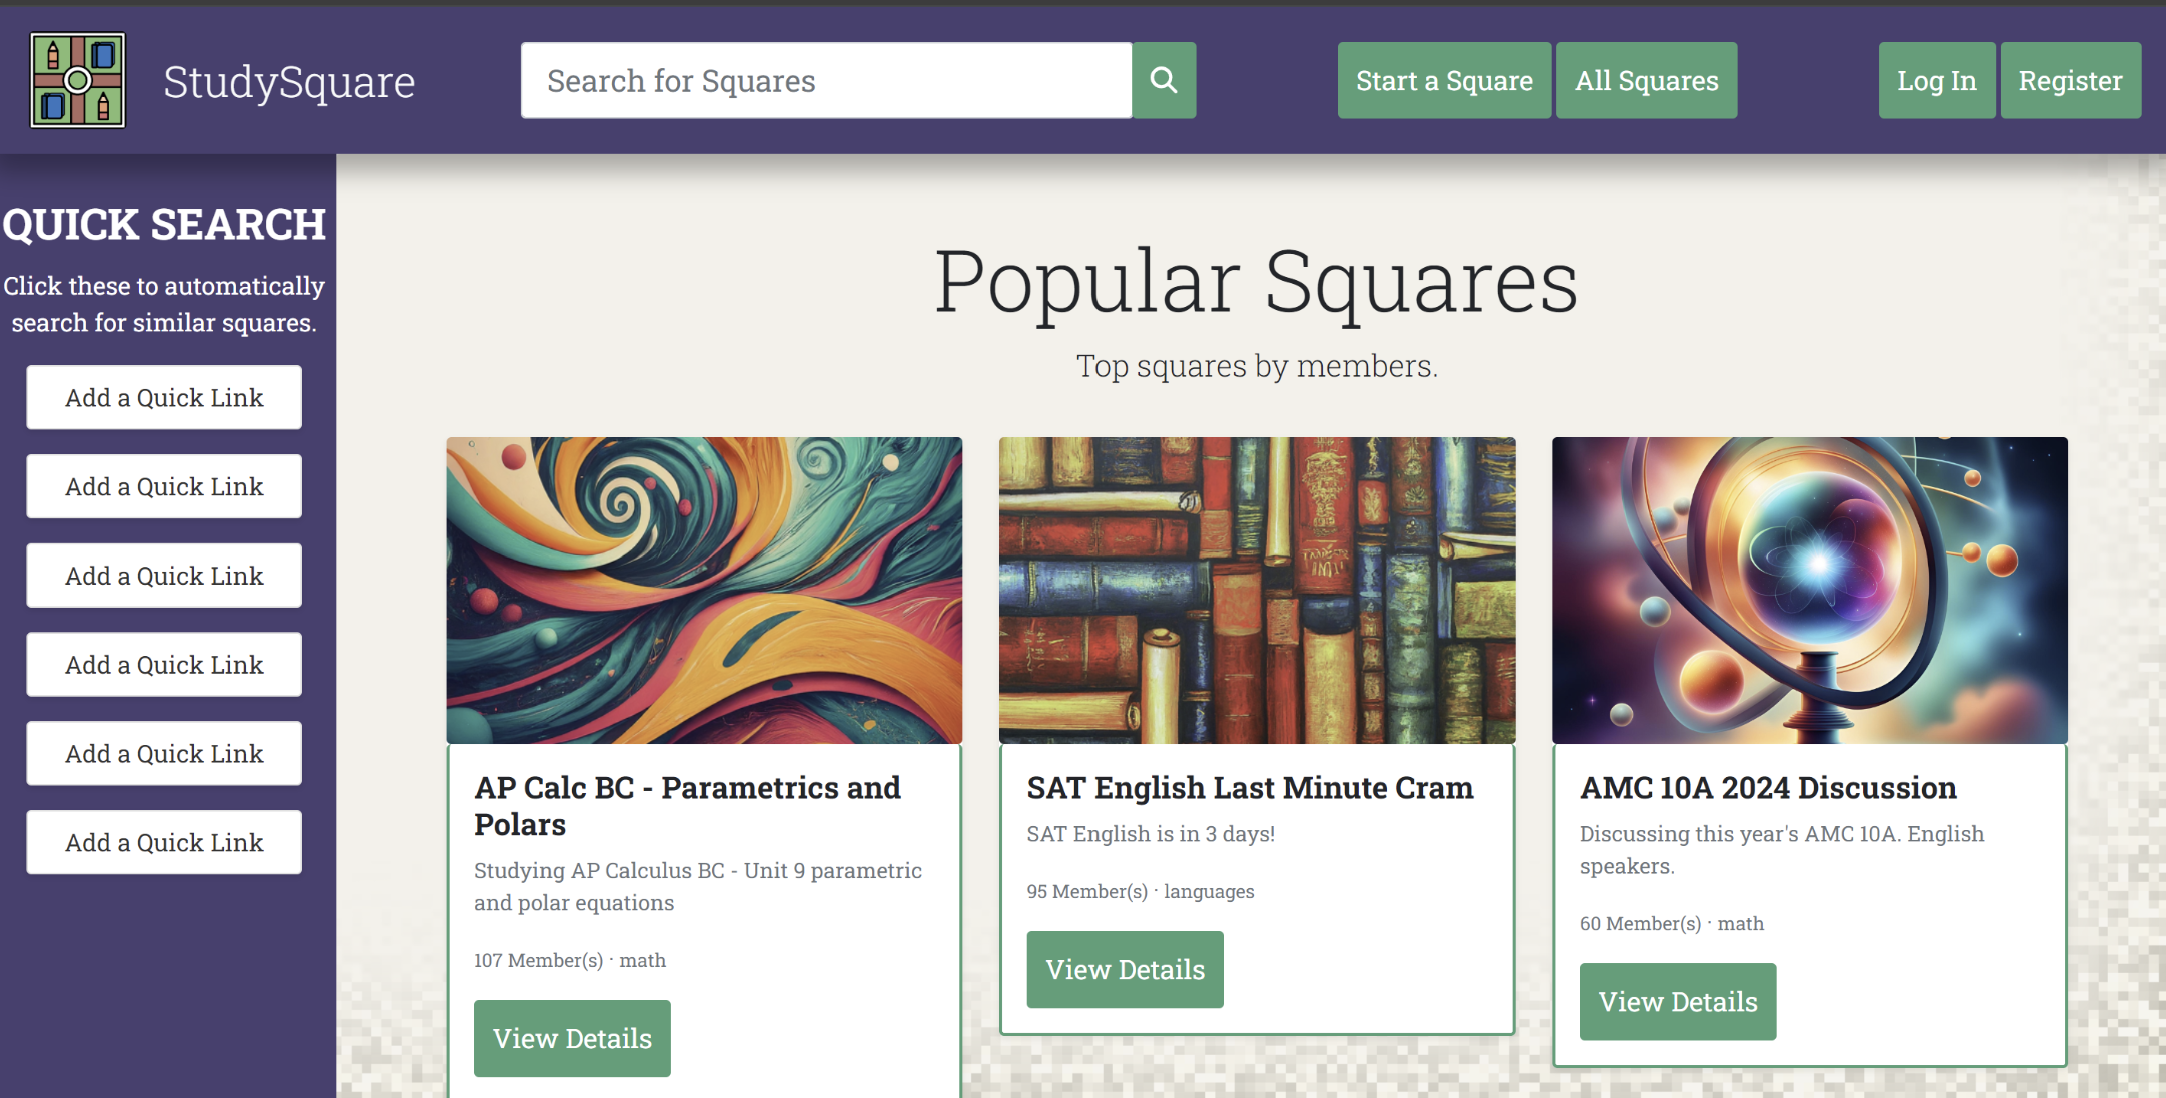 StudySquare
Search for Squares
Start a Square
All Squares
Log In
Register
QUICK SEARCH
Click these to automatically
search for similar squares.
Add a Quick Link
Add a Quick Link
Add a Quick Link
Add a Quick Link
Add a Quick Link
Add a Quick Link
Popular Squares
Top squares by members.
AP Calc BC - Parametrics and
Polars
Studying AP Calculus BC - Unit 9 parametric
and polar equations
107 Member(s) · math
View Details
SAT English Last Minute Cram
SAT English is in 3 days!
95 Member(s) · languages
View Details
AMC 10A 2024 Discussion
Discussing this year's AMC 10A. English
speakers.
60 Member(s) · math
View Details